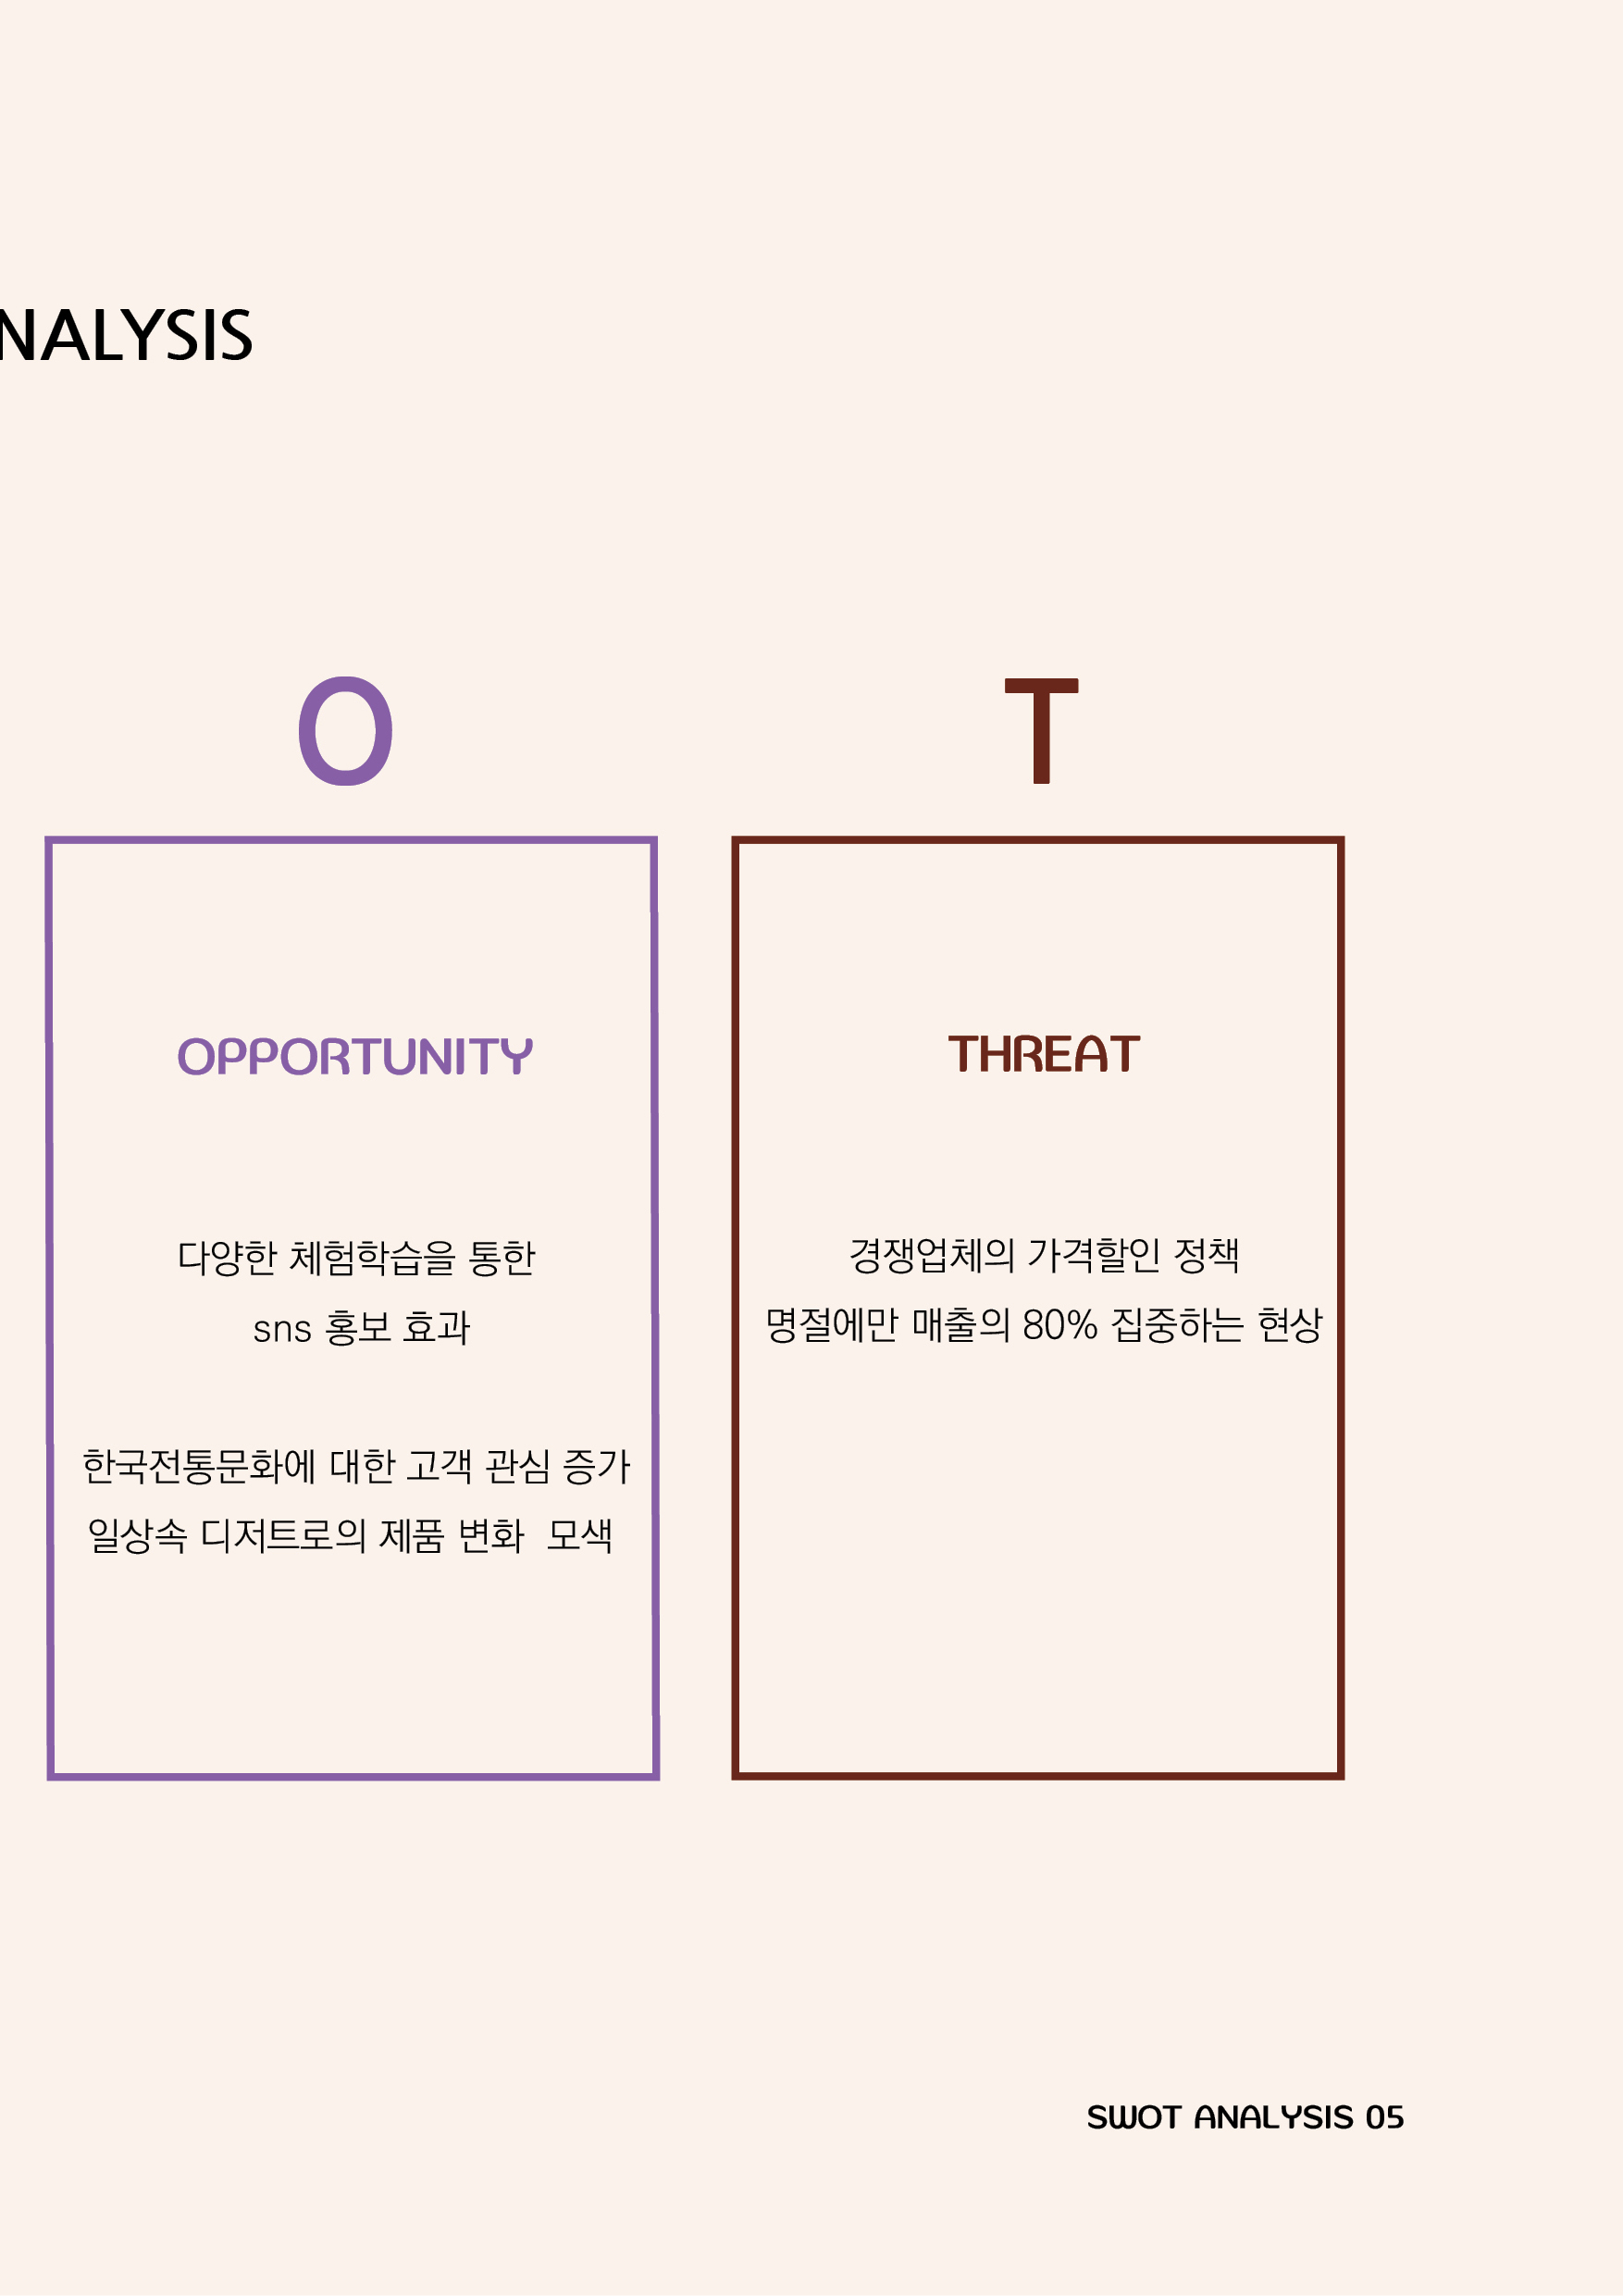 NALYSIS
O
OPPORTUNITY
다양한 체험학습을 통한
sns 홍보 효과
한국전통문화에 대한 고객 관심 증가
일상속 디저트로의 제품 변화 모색
T
THREAT
경쟁업체의 가격할인 정책
명절에만 매출의 80% 집중하는 현상
SWOT ANALYSIS 05